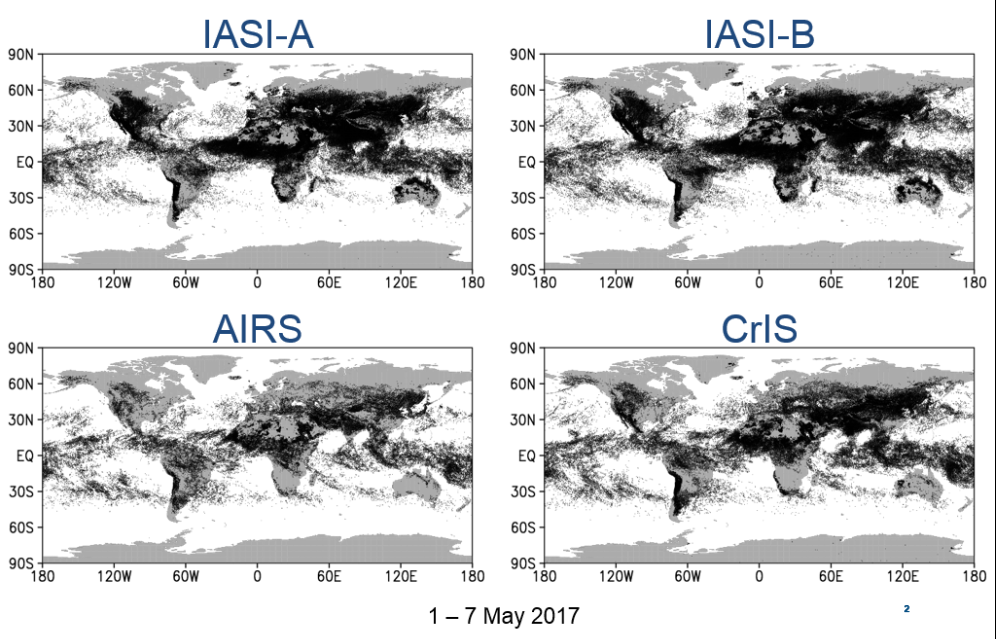 IASI-A IASI-B
90N 90N
60N 60N
30N 30N
EQ EQ
30S 30S
60S 60S
90S 90S
180 120W 60W 0 60E 120E 180 180 120W 60W 0 60E 120E 180
AIRS CrIS
90N 90N
60N 60N
30N 30N
EQ EQ
30S 30S
60S 60S
90S 90S
180 120W 60W 0 60E 120E 180 180 120W 60W 0 60E 120E 180
1 – 7 May 2017
2